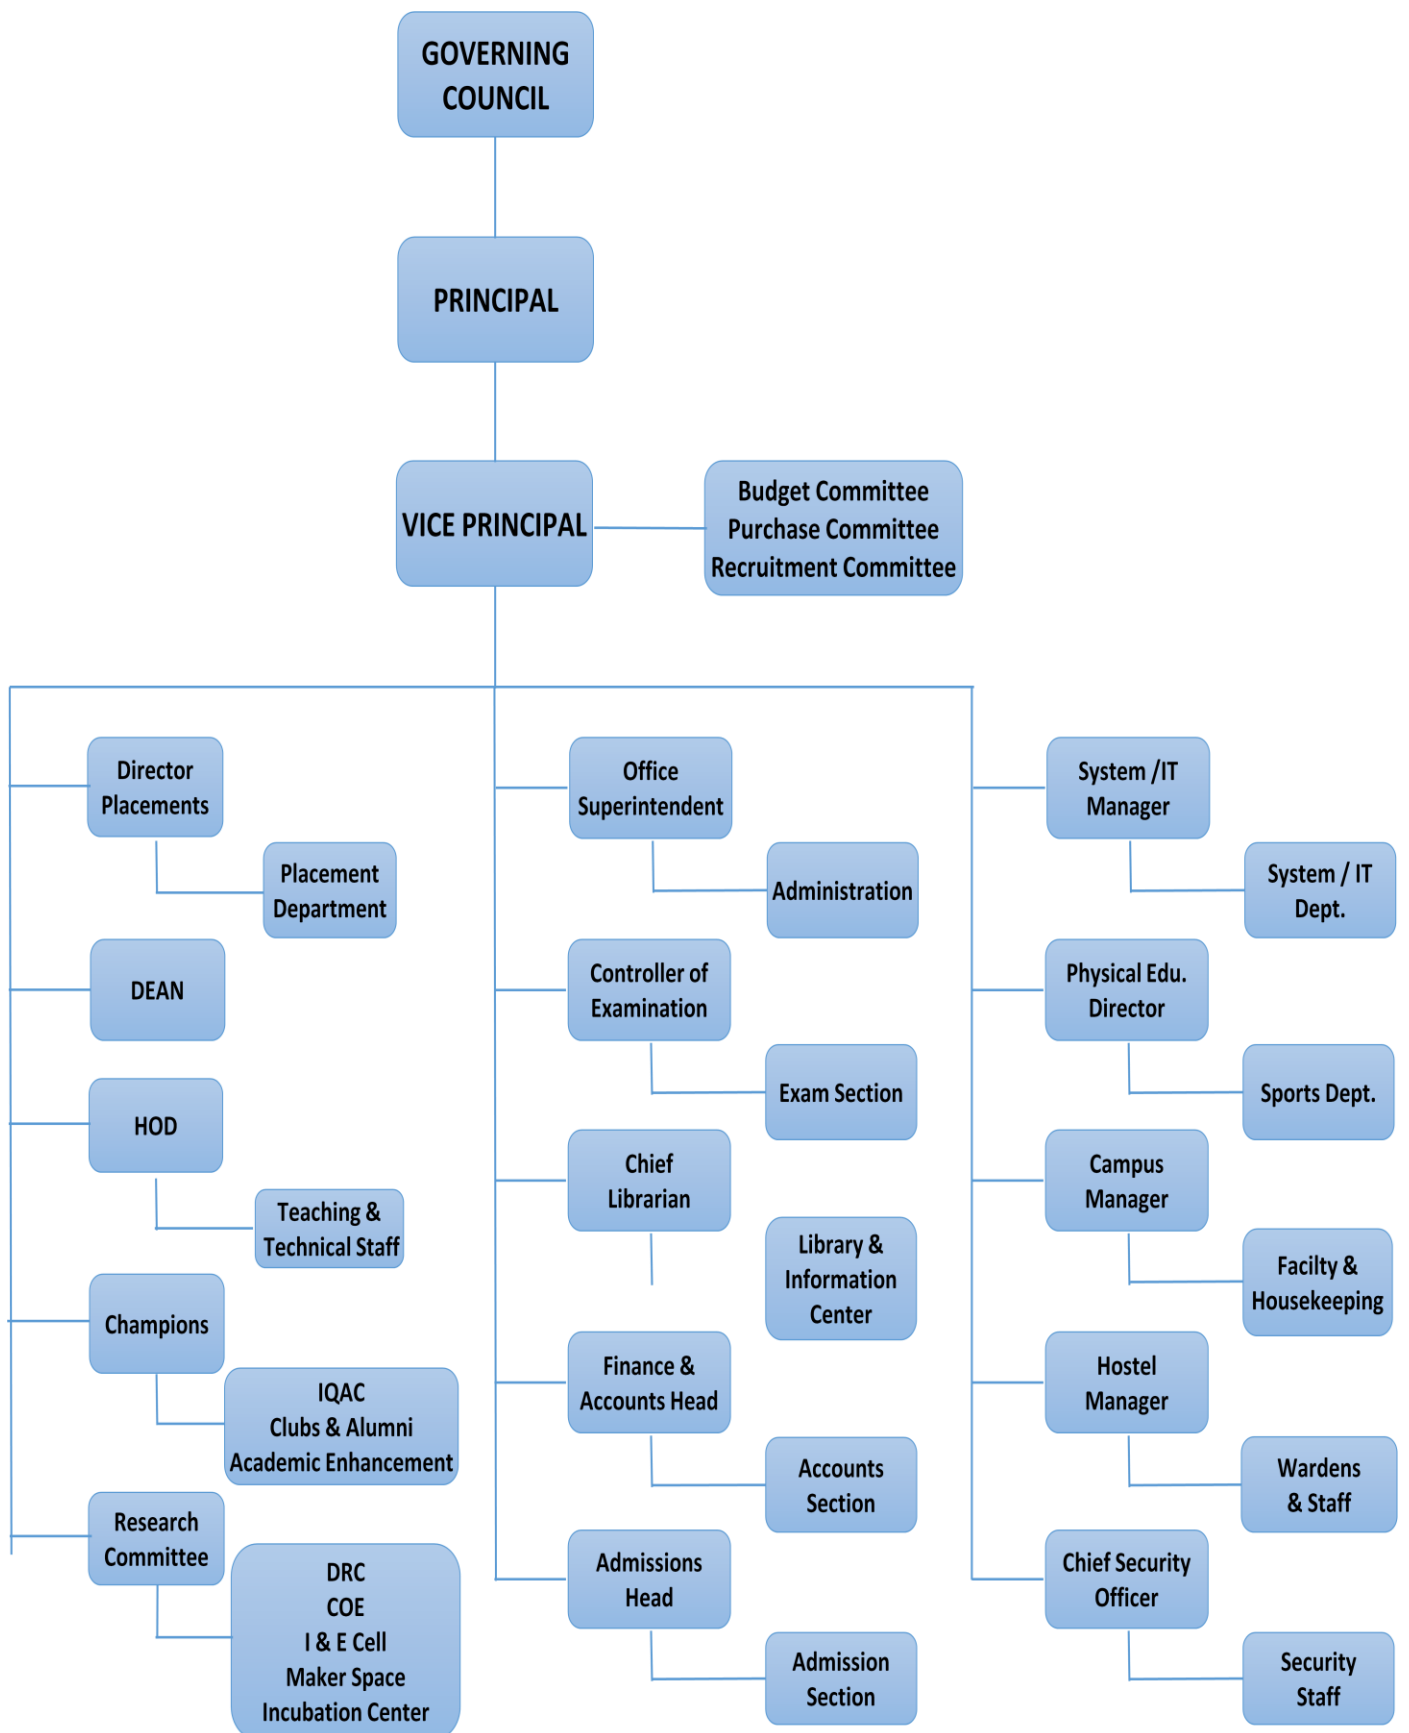 GOVERNING
COUNCIL
PRINCIPAL
VICE PRINCIPAL
Budget Committee
Purchase Committee
Recruitment Committee
Director
Placements
Placement
Department
DEAN
HOD
Teaching &
Technical Staff
Champions
IQAC
Clubs & Alumni
Academic Enhancement
Research
Committee
DRC
COE
I & E Cell
Maker Space
Incubation Center
Office
Superintendent
Administration
Controller of
Examination
Exam Section
Chief
Librarian
Library &
Information
Center
Finance &
Accounts Head
Accounts
Section
Admissions
Head
Admission
Section
System /IT
Manager
System / IT
Dept.
Physical Edu.
Director
Sports Dept.
Campus
Manager
Facilty &
Housekeeping
Hostel
Manager
Wardens
& Staff
Chief Security
Officer
Security
Staff